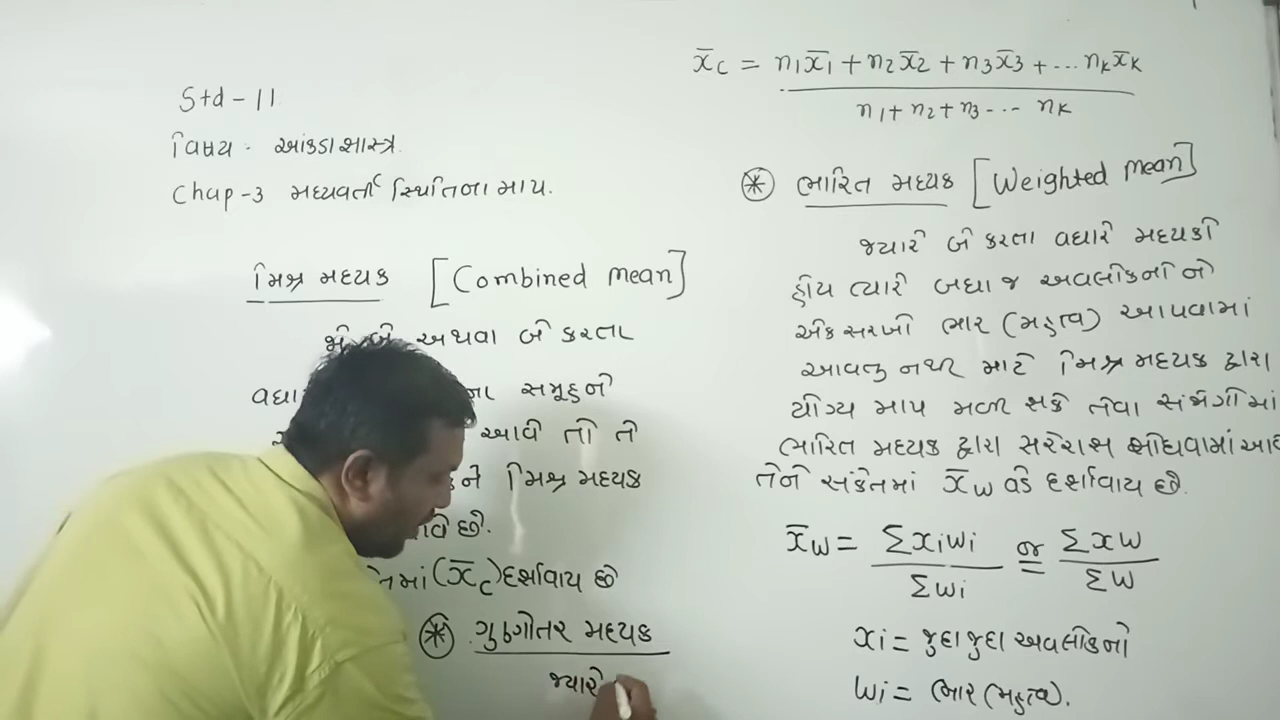 Std - 11
વિષય : આંકડાશાસ્ત્ર.
Chap-3 મધ્યવર્તી સ્થિતિના માપ.
મિશ્ર મધ્યક [Combined mean]
બે અથવા બે કરતા
સમૂહની
આવે તો તે
ને મિશ્ર મધ્યક
છે.
માં (x̄c) દર્શાવાય છે
⊛ ગુણોત્તર મધ્યક
જ્યારે
x̄c = n1x̄1 + n2x̄2 + n3x̄3 + ... nkx̄k
n1 + n2 + n3 ... nk
⊛ ભારિત મધ્યક [Weighted mean]
જ્યારે બે કરતા વધારે મધ્યકો
હોય ત્યારે બધા જ અવલોકનોનો
એક સરખો ભાર (મહત્વ) આપવામાં
આવતુ નથી માટે મિશ્ર મધ્યક દ્વારા
યોગ્ય માપ મળી શકે તેવા સંજોગોમાં
ભારિત મધ્યક દ્વારા સરેરાશ શોધવામાં આવે
તેને સંકેતમાં x̄w વડે દર્શાવાય છે.
x̄w = Σxiwi / Σwi or Σxw / Σw
xi = જુદા જુદા અવલોકનો
wi = ભાર (મહત્વ).